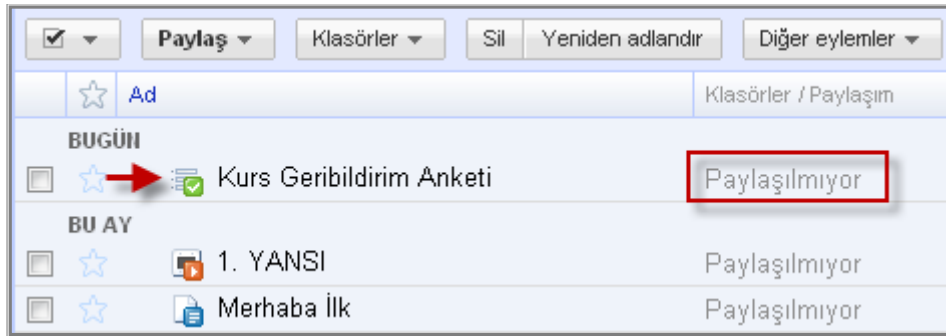 Paylaş Klasörler Sil Yeniden adlandır Diğer eylemler
Ad Klasörler / Paylaşım
BUGÜN
Kurs Geribildirim Anketi Paylaşılmıyor
BU AY
1. YANSI Paylaşılmıyor
Merhaba İlk Paylaşılmıyor